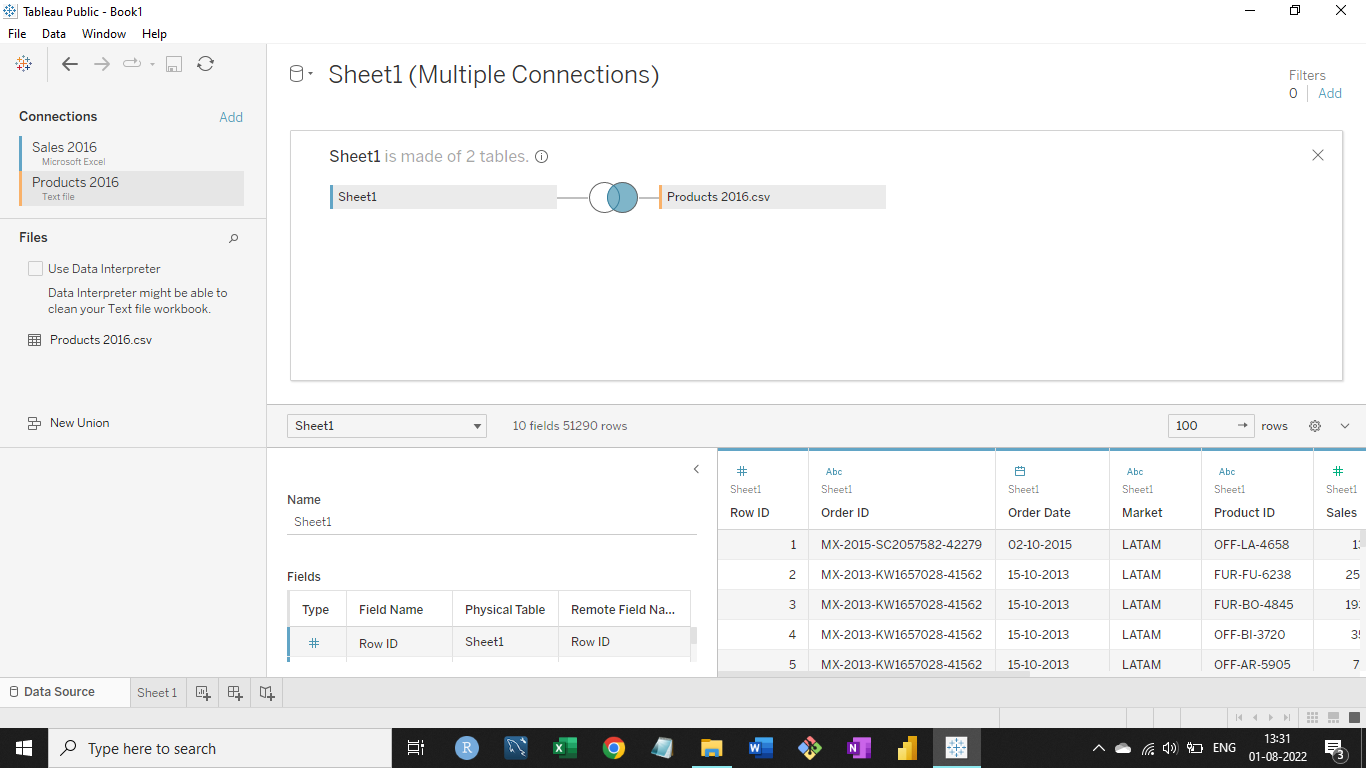 Tableau Public - Book1
File Data Window Help
Sheet1 (Multiple Connections)
Filters
0 Add
Connections Add
Sales 2016
Microsoft Excel
Products 2016
Text file
Sheet1 is made of 2 tables.
Sheet1 Products 2016.csv
Files
Use Data Interpreter
Data Interpreter might be able to
clean your Text file workbook.
Products 2016.csv
New Union
Sheet1 10 fields 51290 rows 100 rows
Name
Sheet1
Fields
Type Field Name Physical Table Remote Field Na...
# Row ID Sheet1 Row ID
# Abc Abc Abc #
Sheet1 Sheet1 Sheet1 Sheet1 Sheet1 Sheet1
Row ID Order ID Order Date Market Product ID Sales
1 MX-2015-SC2057582-42279 02-10-2015 LATAM OFF-LA-4658
2 MX-2013-KW1657028-41562 15-10-2013 LATAM FUR-FU-6238 25
3 MX-2013-KW1657028-41562 15-10-2013 LATAM FUR-BO-4845
4 MX-2013-KW1657028-41562 15-10-2013 LATAM OFF-BI-3720
5 MX-2013-KW1657028-41562 15-10-2013 LATAM OFF-AR-5905 7
Data Source Sheet 1
Type here to search
R
ENG
13:31
01-08-2022
3